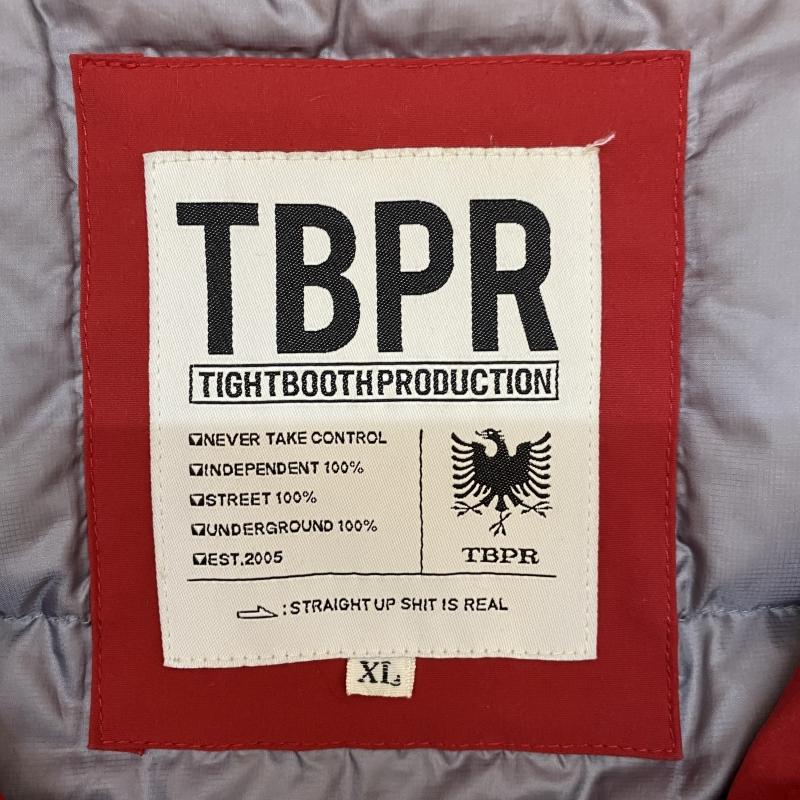 TBPR
TIGHTBOOTHPRODUCTION
NEVER TAKE CONTROL
INDEPENDENT 100%
STREET 100%
UNDERGROUND 100%
EST.2005
TBPR
:STRAIGHT UP SHIT IS REAL
XL